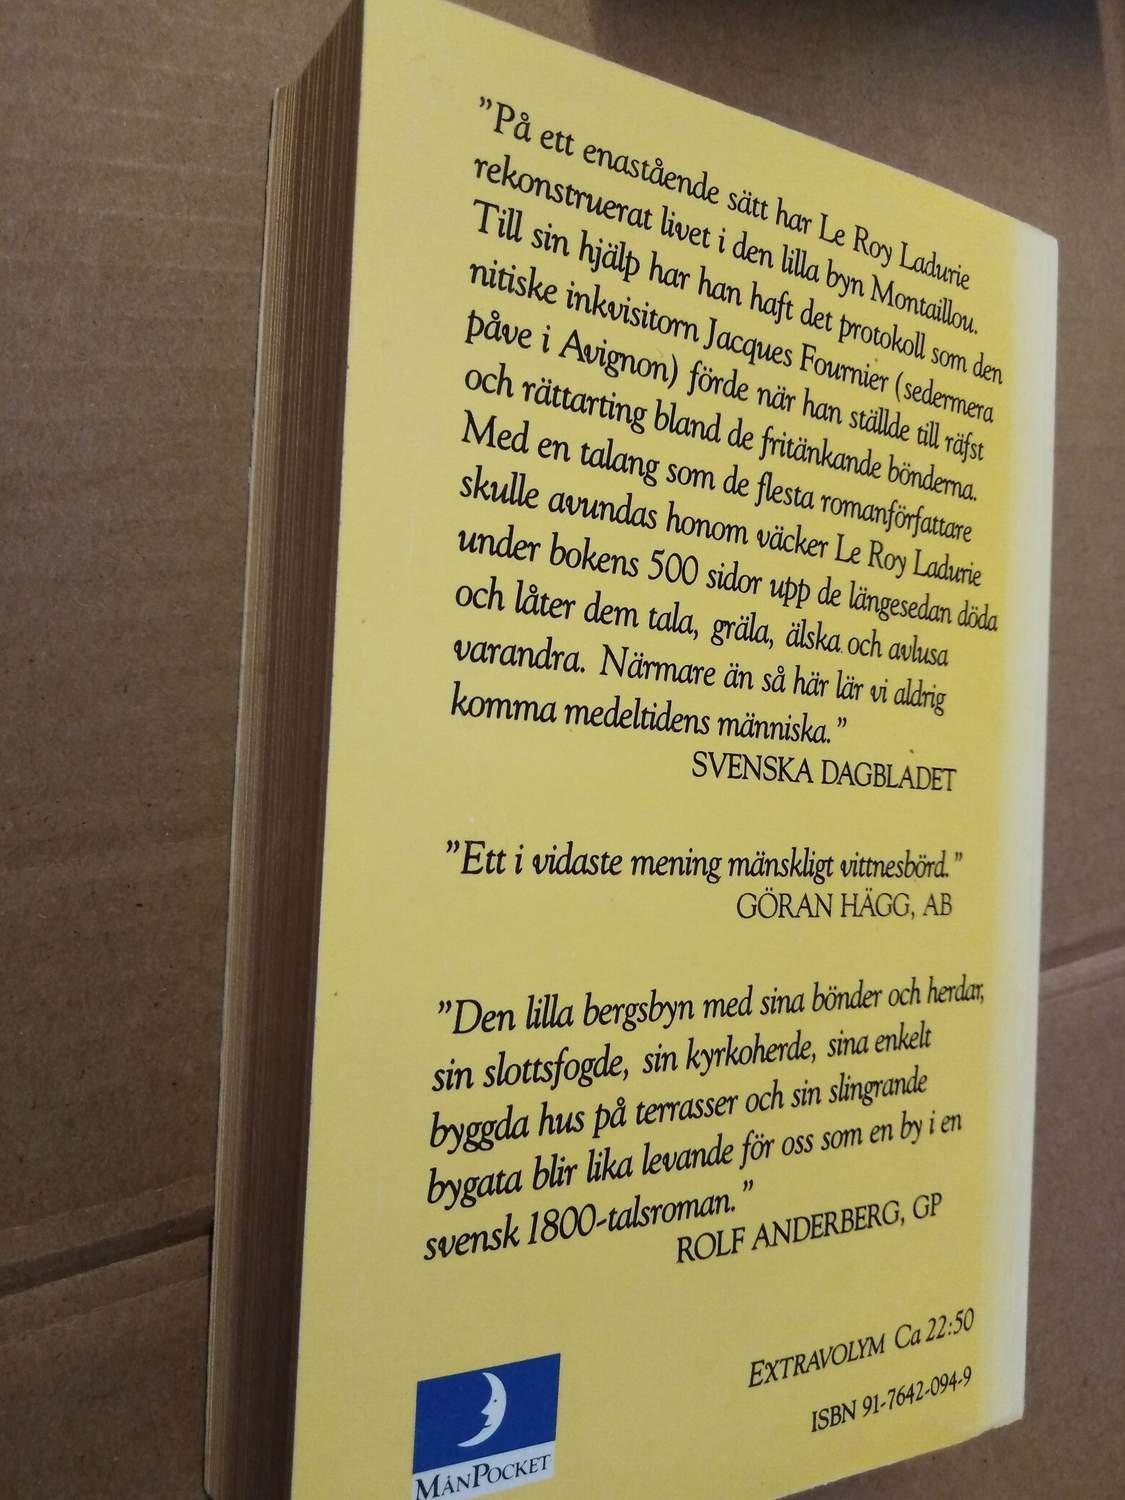 ”På ett enastående sätt har Le Roy Ladurie
rekonstruerat livet i den lilla byn Montaillou.
Till sin hjälp har han haft det protokoll som den
nitiske inkvisitorn Jacques Fournier (sedermera
påve i Avignon) förde när han ställde till räfst
och rättarting bland de fritänkande bönderna.
Med en talang som de flesta romanförfattare
skulle avundas honom väcker Le Roy Ladurie
under bokens 500 sidor upp de längesedan döda
och låter dem tala, gräla, älska och avlusa
varandra. Närmare än så här lär vi aldrig
komma medeltidens människa.”
SVENSKA DAGBLADET
”Ett i vidaste mening mänskligt vittnesbörd.”
GÖRAN HÄGG, AB
”Den lilla bergsbyn med sina bönder och herdar,
sin slottsfogde, sin kyrkoherde, sina enkelt
byggda hus på terrasser och sin slingrande
bygata blir lika levande för oss som en by i en
svensk 1800-talsroman.”
ROLF ANDERBERG, GP
EXTRAVOLYM Ca 22:50
ISBN 91-7642-094-9
MÅNPOCKET